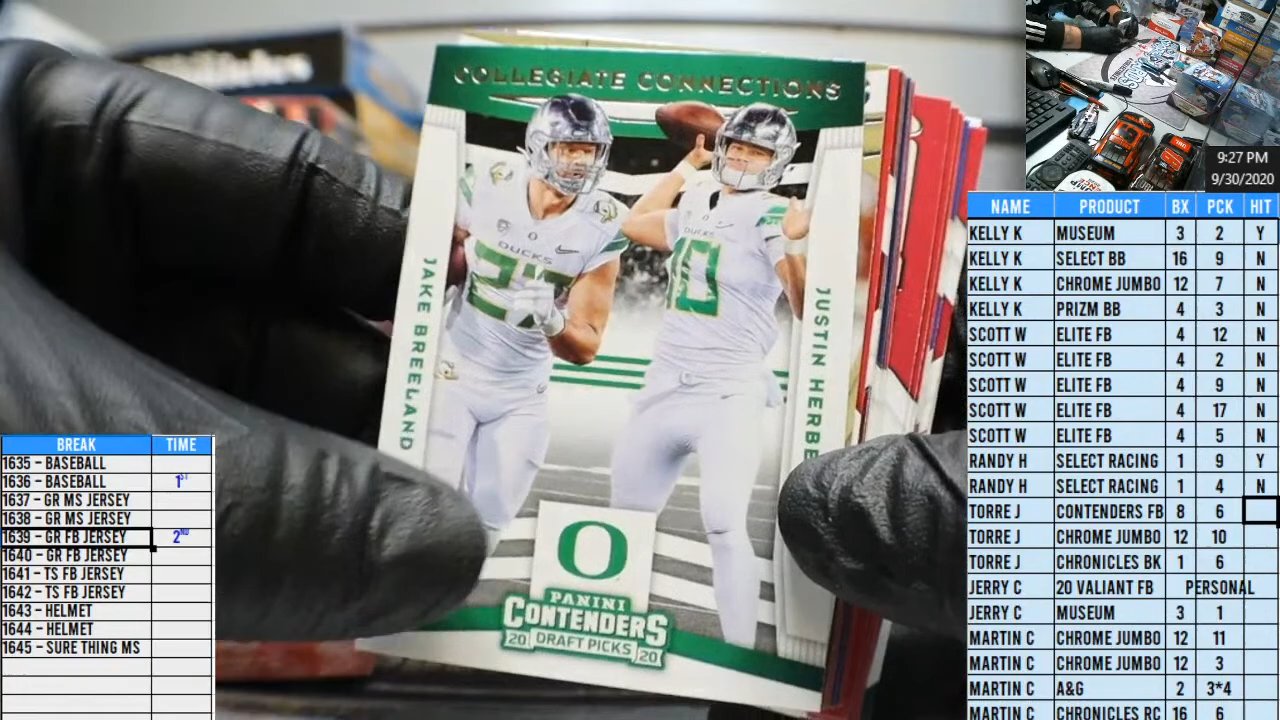 COLLEGIATE CONNECTIONS
JAKE BREELAND
JUSTIN HERBE
DUCKS
27
DUCKS
10
O
PANINI
CONTENDERS
20 DRAFT PICKS 20
9:27 PM
9/30/2020
NAME PRODUCT BX PCK HIT
KELLY K MUSEUM 3 2 Y
KELLY K SELECT BB 16 9 N
KELLY K CHROME JUMBO 12 7 N
KELLY K PRIZM BB 4 3 N
SCOTT W ELITE FB 4 12 N
SCOTT W ELITE FB 4 2 N
SCOTT W ELITE FB 4 9 N
SCOTT W ELITE FB 4 17 N
SCOTT W ELITE FB 4 5 N
RANDY H SELECT RACING 1 9 Y
RANDY H SELECT RACING 1 4 N
TORRE J CONTENDERS FB 8 6
TORRE J CHROME JUMBO 12 10
TORRE J CHRONICLES BK 1 6
JERRY C 20 VALIANT FB PERSONAL
JERRY C MUSEUM 3 1
MARTIN C CHROME JUMBO 12 11
MARTIN C CHROME JUMBO 12 3
MARTIN C A&G 2 3*4
MARTIN C CHRONICLES RC 16 6
BREAK TIME
1635 - BASEBALL
1636 - BASEBALL 1ST
1637 - GR MS JERSEY
1638 - GR MS JERSEY
1639 - GR FB JERSEY 2ND
1640 - GR FB JERSEY
1641 - TS FB JERSEY
1642 - TS FB JERSEY
1643 - HELMET
1644 - HELMET
1645 - SURE THING MS